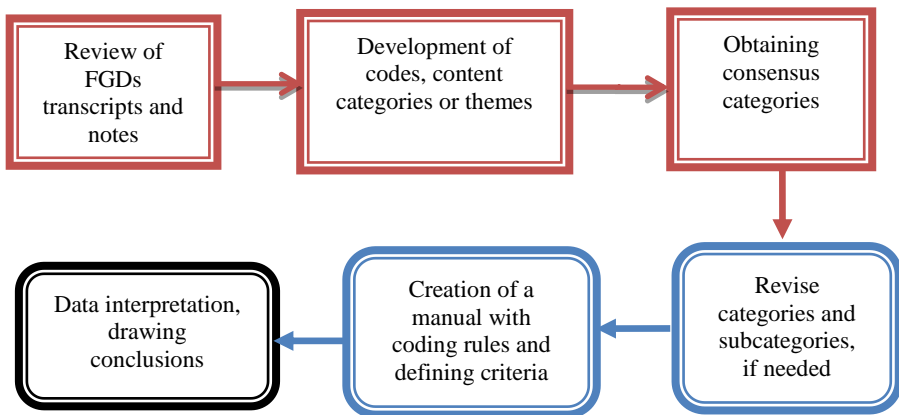 Review of
FGDs
transcripts and
notes
Development of
codes, content
categories or themes
Obtaining
consensus
categories
Revise
categories and
subcategories,
if needed
Creation of a
manual with
coding rules and
defining criteria
Data interpretation,
drawing
conclusions